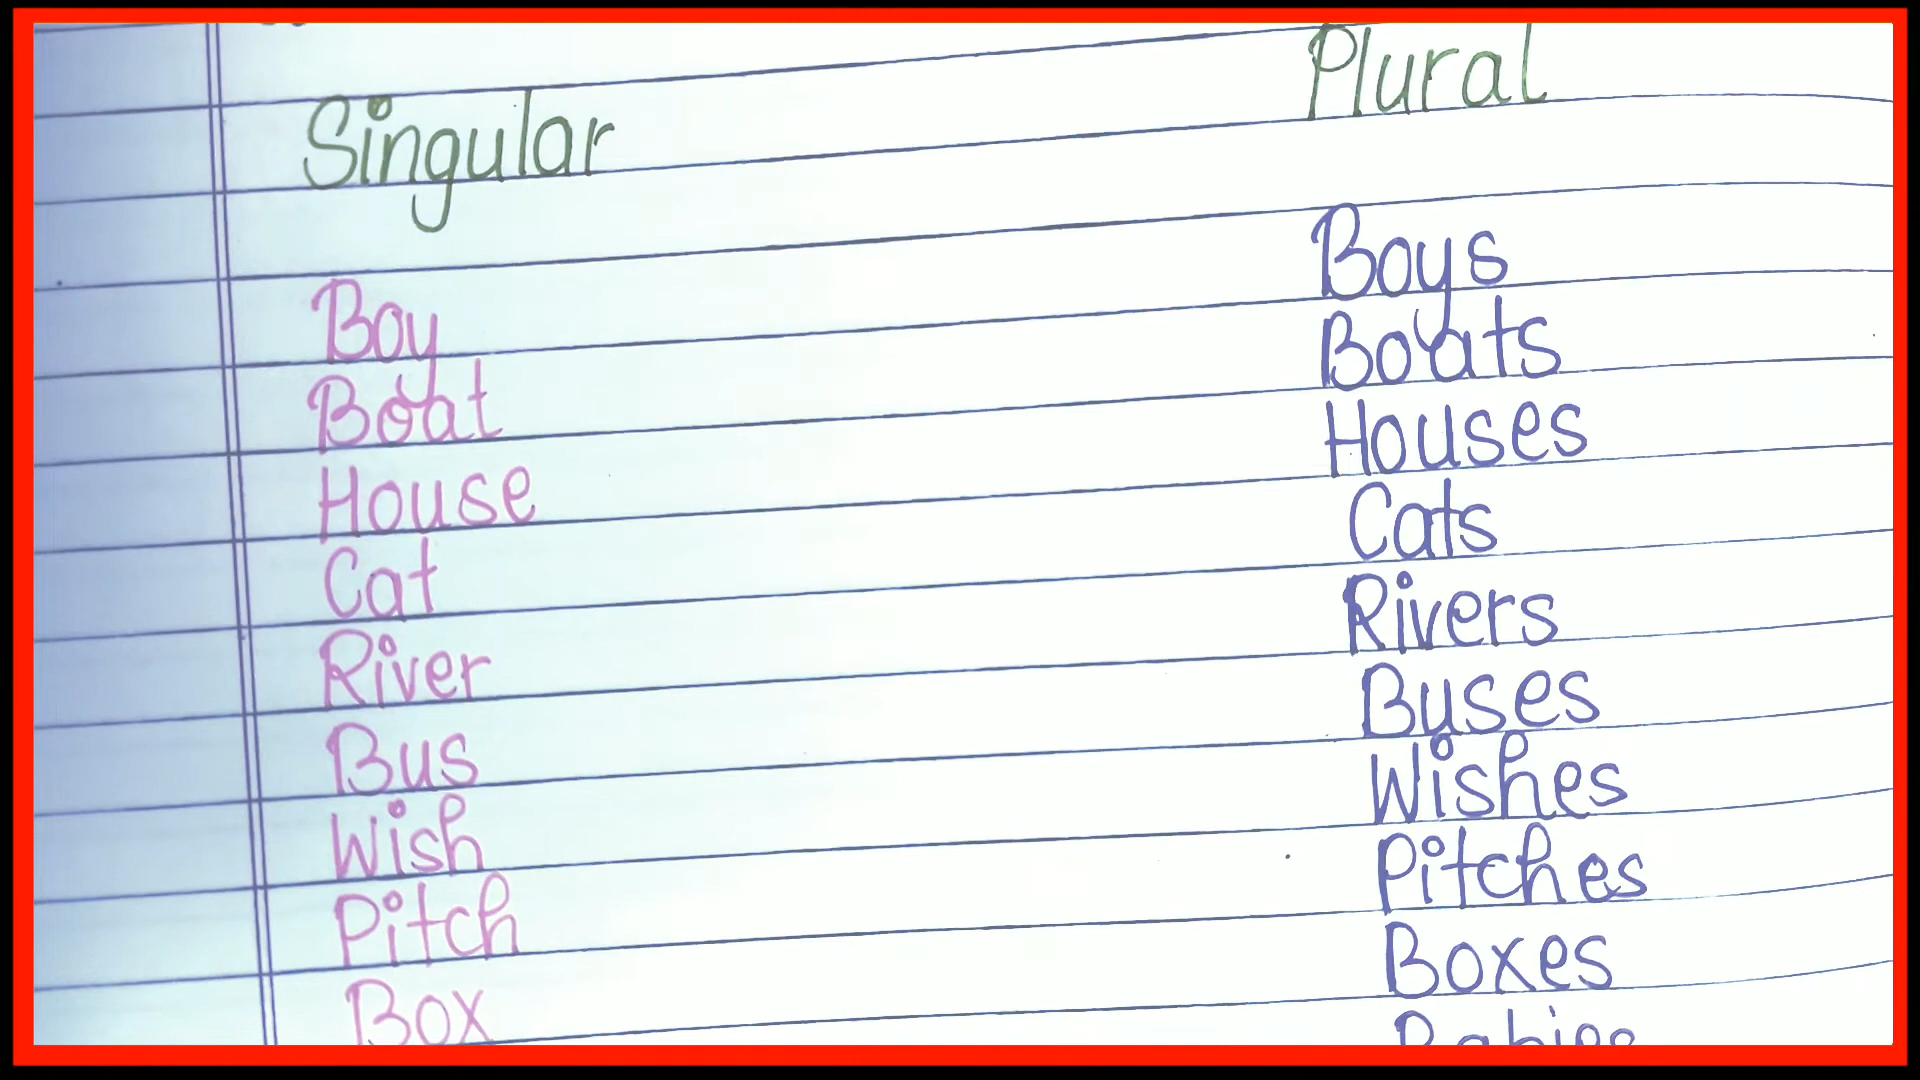 Singular Plural
Boy Boys
Boat Boats
House Houses
Cat Cats
River Rivers
Bus Buses
Wish Wishes
Pitch Pitches
Box Boxes
Babies